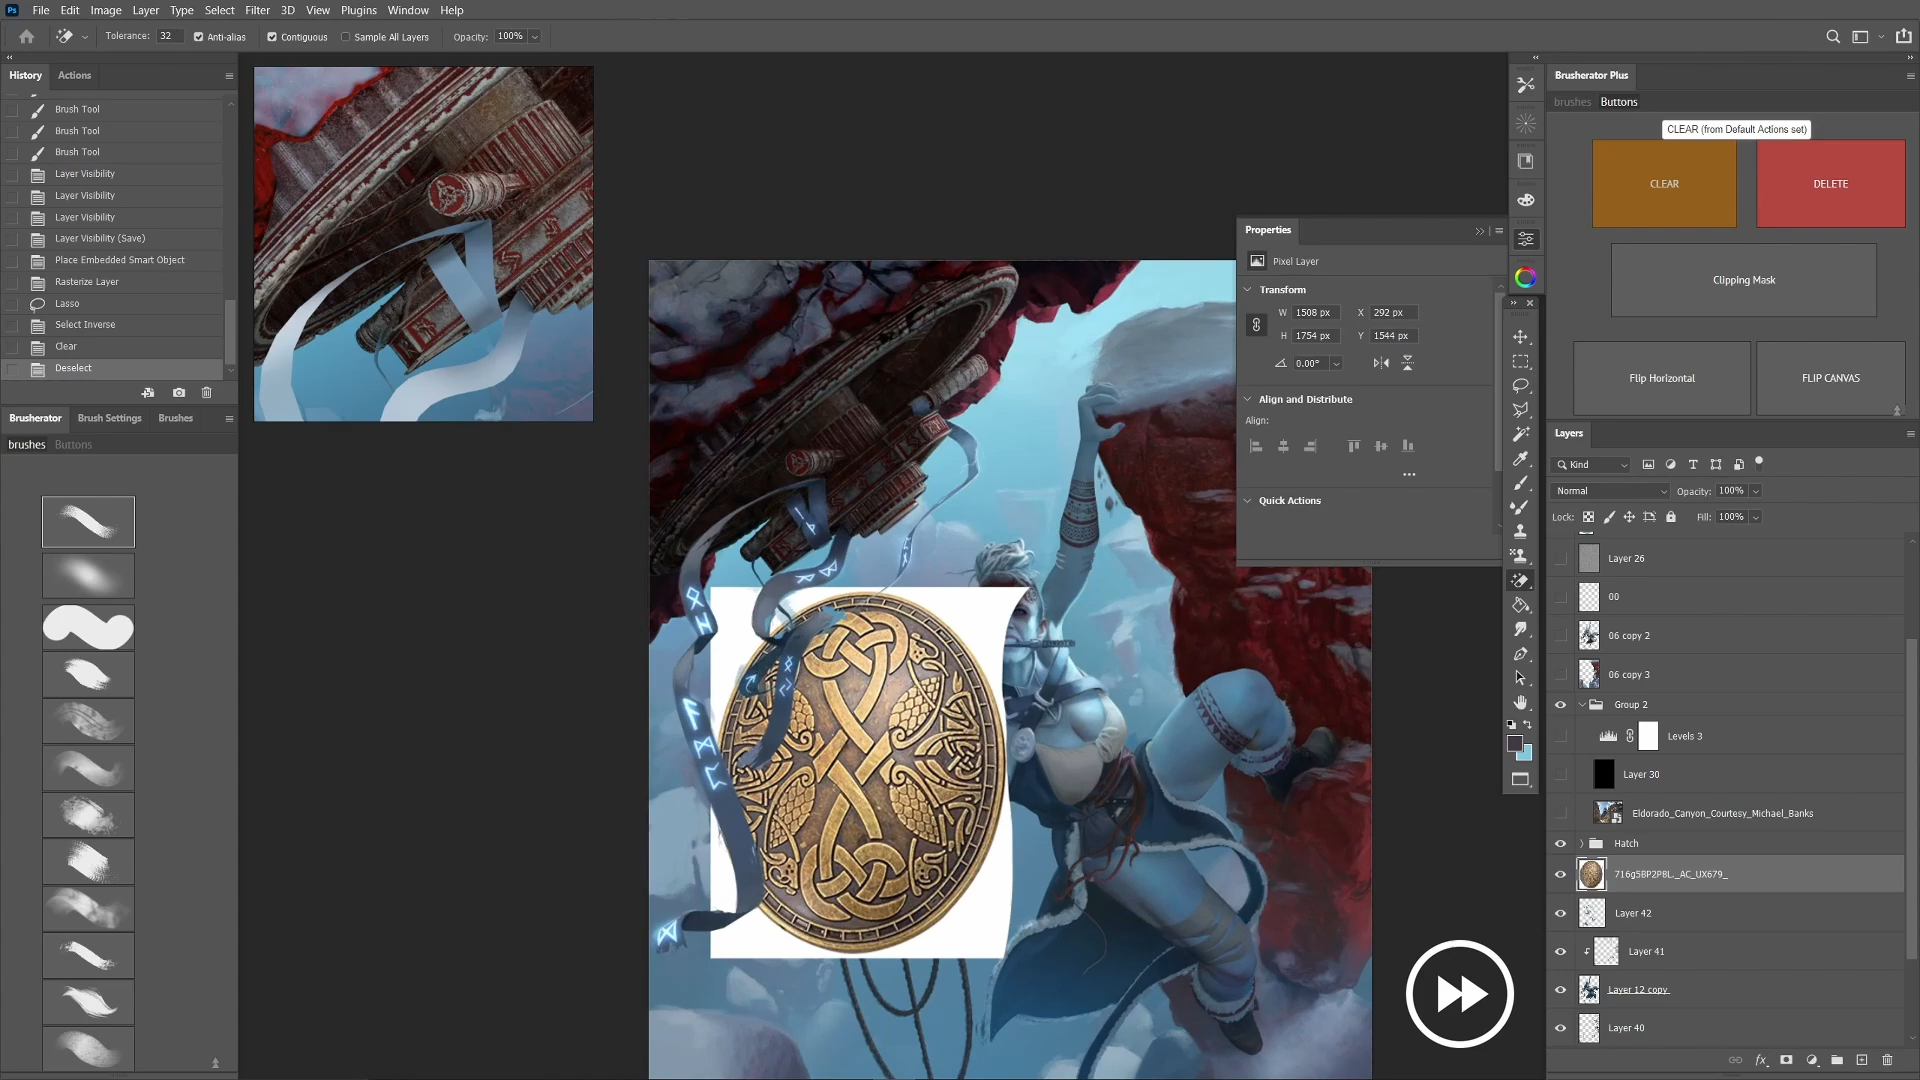 Ps File Edit Image Layer Type Select Filter 3D View Plugins Window Help
Tolerance: 32 Anti-alias Contiguous Sample All Layers Opacity: 100%
History Actions
Brush Tool
Brush Tool
Brush Tool
Layer Visibility
Layer Visibility
Layer Visibility
Layer Visibility (Save)
Place Embedded Smart Object
Rasterize Layer
Lasso
Select Inverse
Clear
Deselect
Brusherator Brush Settings Brushes
brushes Buttons
Properties
Pixel Layer
Transform
W 1508 px X 292 px
H 1754 px Y 1544 px
0.00°
Align and Distribute
Align:
Quick Actions
Brusherator Plus
brushes Buttons
CLEAR (from Default Actions set)
CLEAR DELETE
Clipping Mask
Flip Horizontal FLIP CANVAS
Layers
Kind
Normal Opacity: 100%
Lock: Fill: 100%
Layer 26
00
06 copy 2
06 copy 3
Group 2
Levels 3
Layer 30
Eldorado_Canyon_Courtesy_Michael_Banks
Hatch
716g5BP2P8L._AC_UX679_
Layer 42
Layer 41
Layer 12 copy
Layer 40
fx